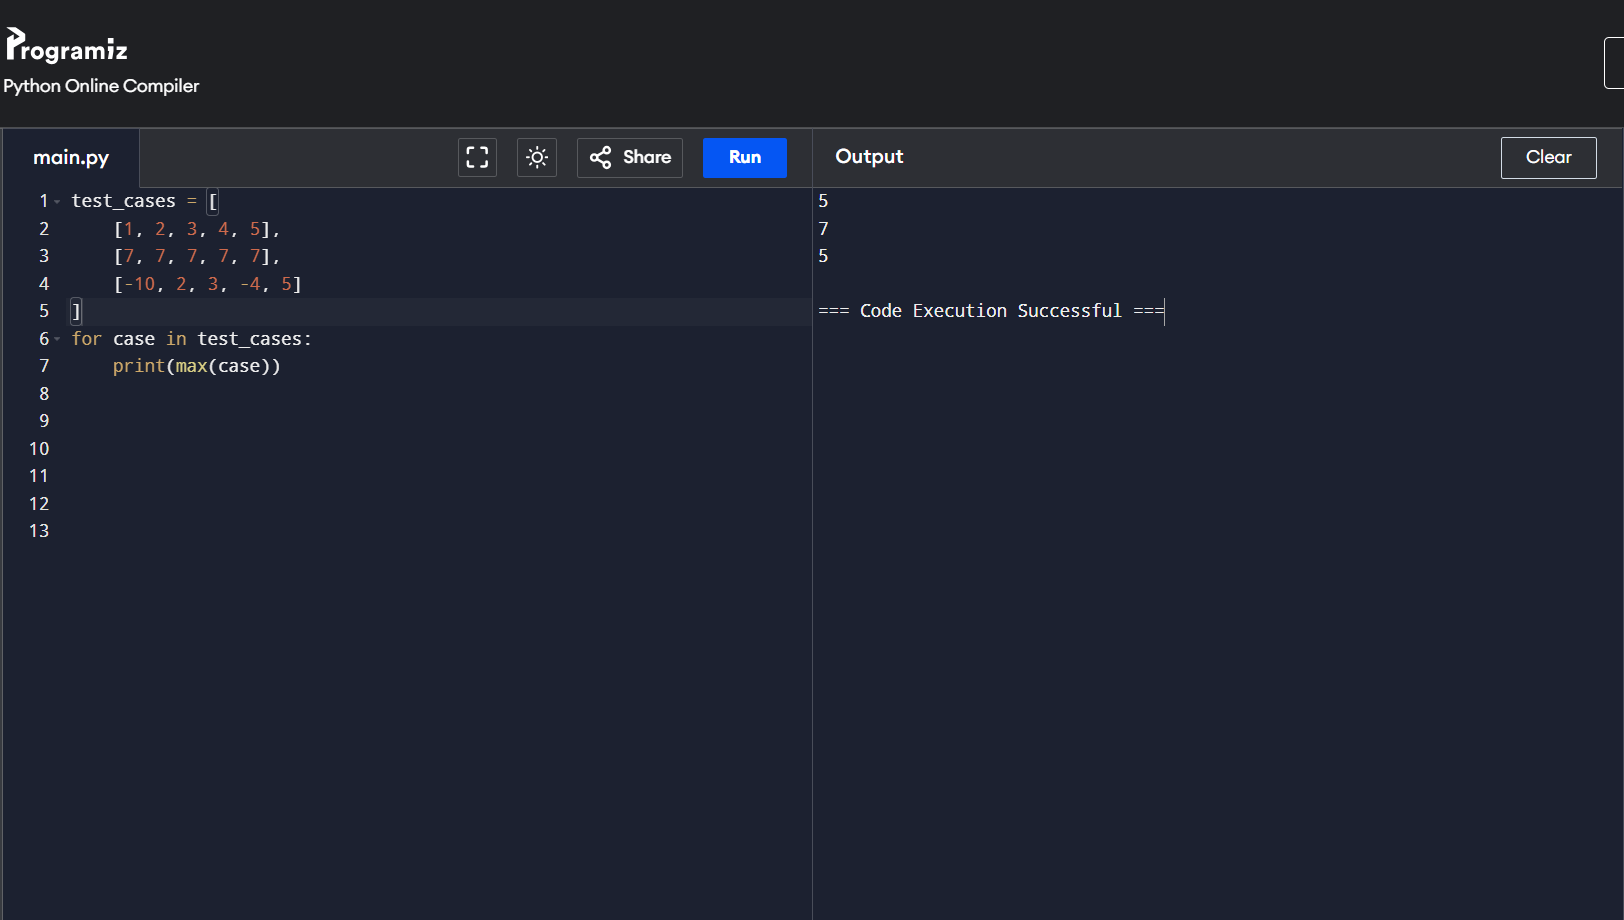 Programiz
Python Online Compiler
main.py
Share
Run
Output
Clear
1 test_cases = [
2     [1, 2, 3, 4, 5],
3     [7, 7, 7, 7, 7],
4     [-10, 2, 3, -4, 5]
5 ]
6 for case in test_cases:
7     print(max(case))
8
9
10
11
12
13
5
7
5
=== Code Execution Successful ===